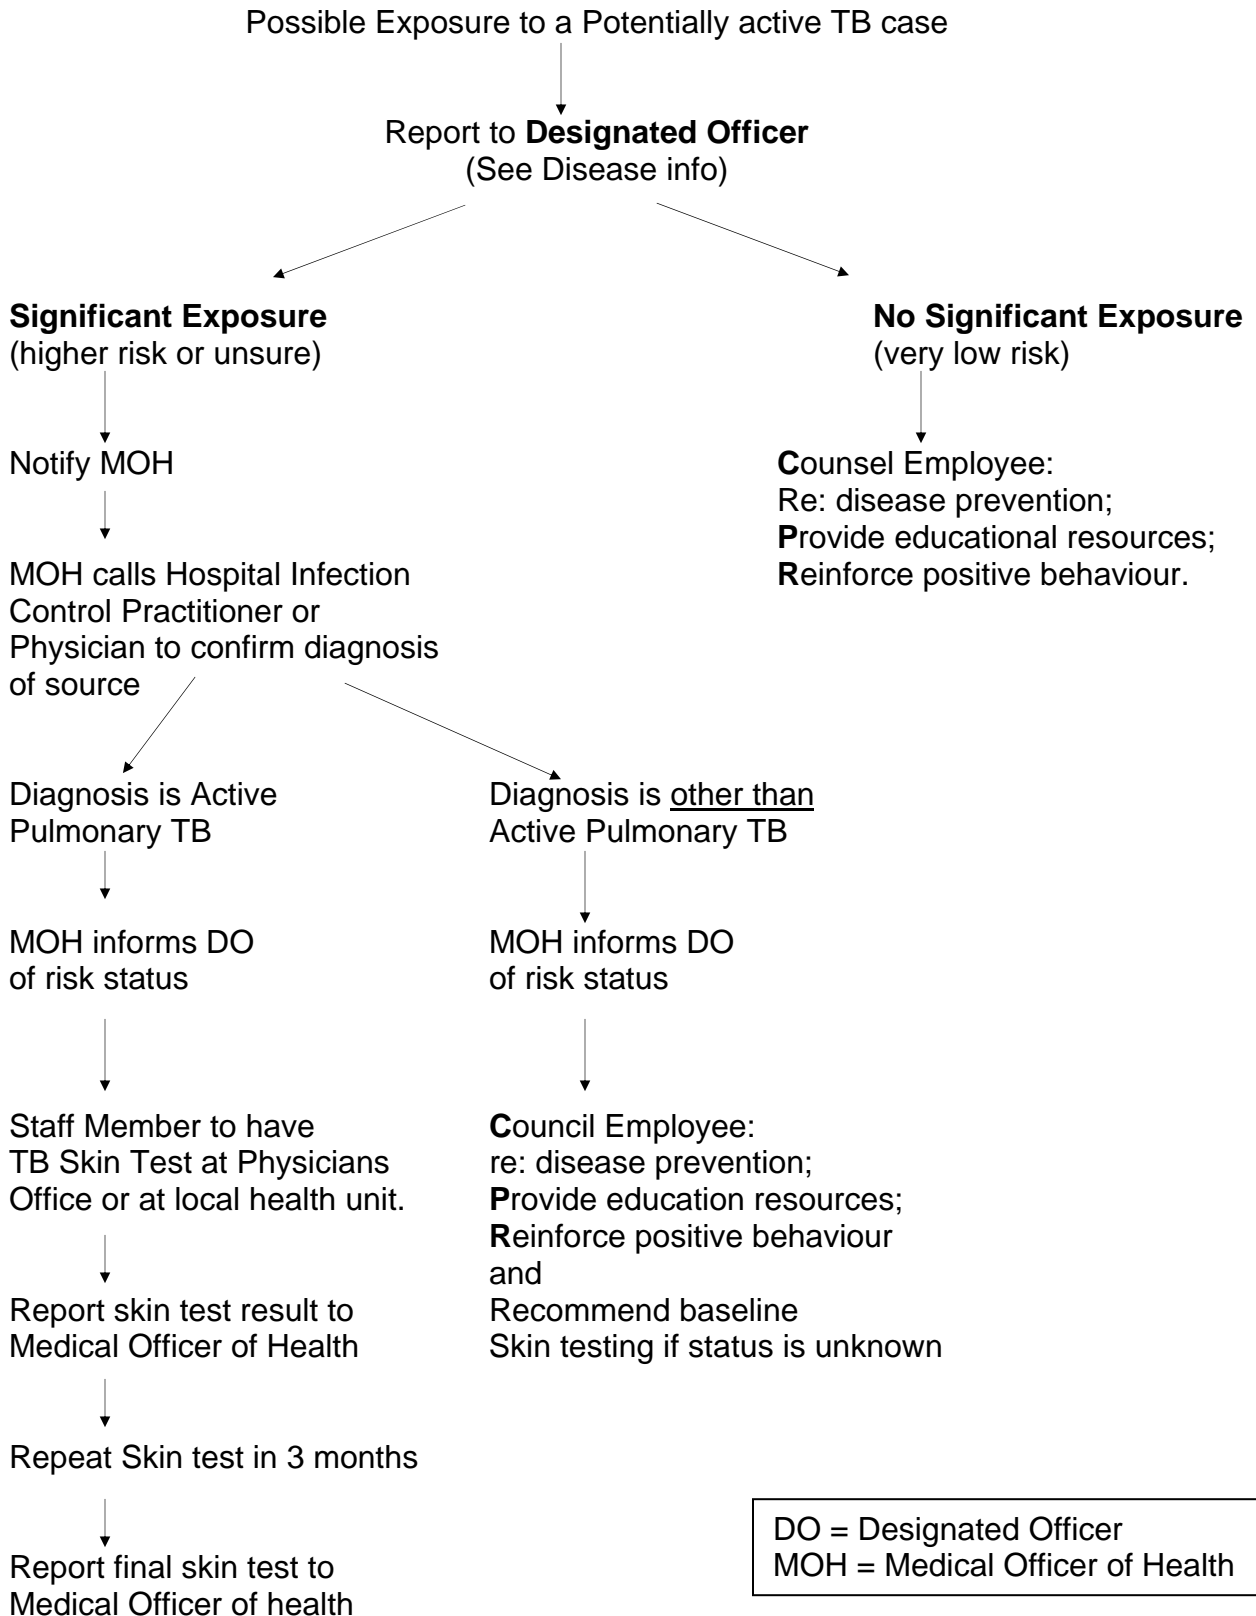 Possible Exposure to a Potentially active TB case
Report to Designated Officer
(See Disease info)
Significant Exposure
(higher risk or unsure)
No Significant Exposure
(very low risk)
Notify MOH
Counsel Employee:
Re: disease prevention;
Provide educational resources;
Reinforce positive behaviour.
MOH calls Hospital Infection
Control Practitioner or
Physician to confirm diagnosis
of source
Diagnosis is Active
Pulmonary TB
Diagnosis is other than
Active Pulmonary TB
MOH informs DO
of risk status
MOH informs DO
of risk status
Staff Member to have
TB Skin Test at Physicians
Office or at local health unit.
Council Employee:
re: disease prevention;
Provide education resources;
Reinforce positive behaviour
and
Recommend baseline
Skin testing if status is unknown
Report skin test result to
Medical Officer of Health
Repeat Skin test in 3 months
Report final skin test to
Medical Officer of health
DO = Designated Officer
MOH = Medical Officer of Health